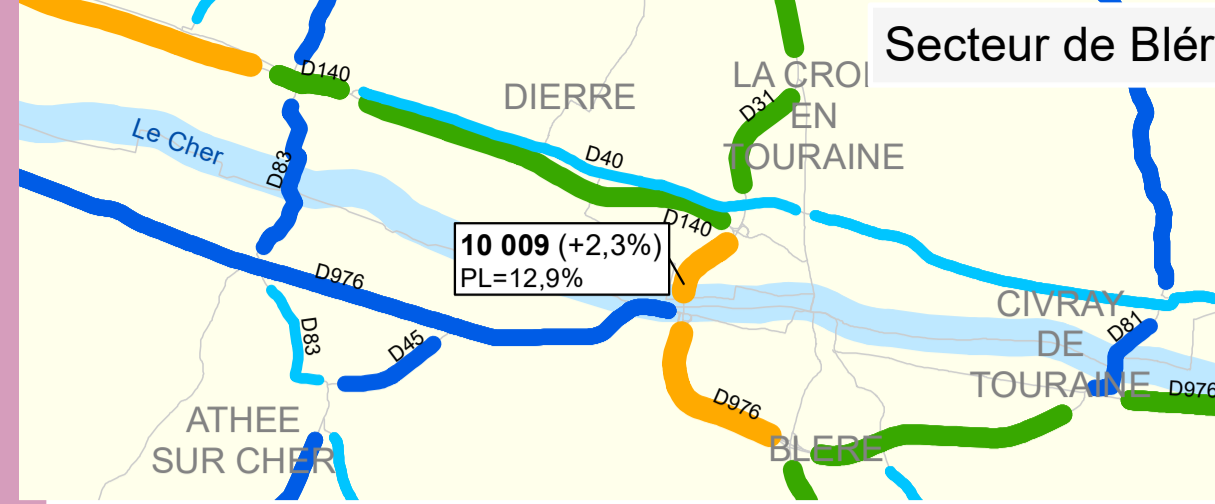 Secteur de Blér
D140
LA CROI
EN
TOURAINE
D31
DIERRE
Le Cher
D83
D40
D140
10 009 (+2,3%)
PL=12,9%
D976
CIVRAY
DE
TOURAINE
D81
D83
D45
D976
D976
ATHEE
SUR CHER
BLERE